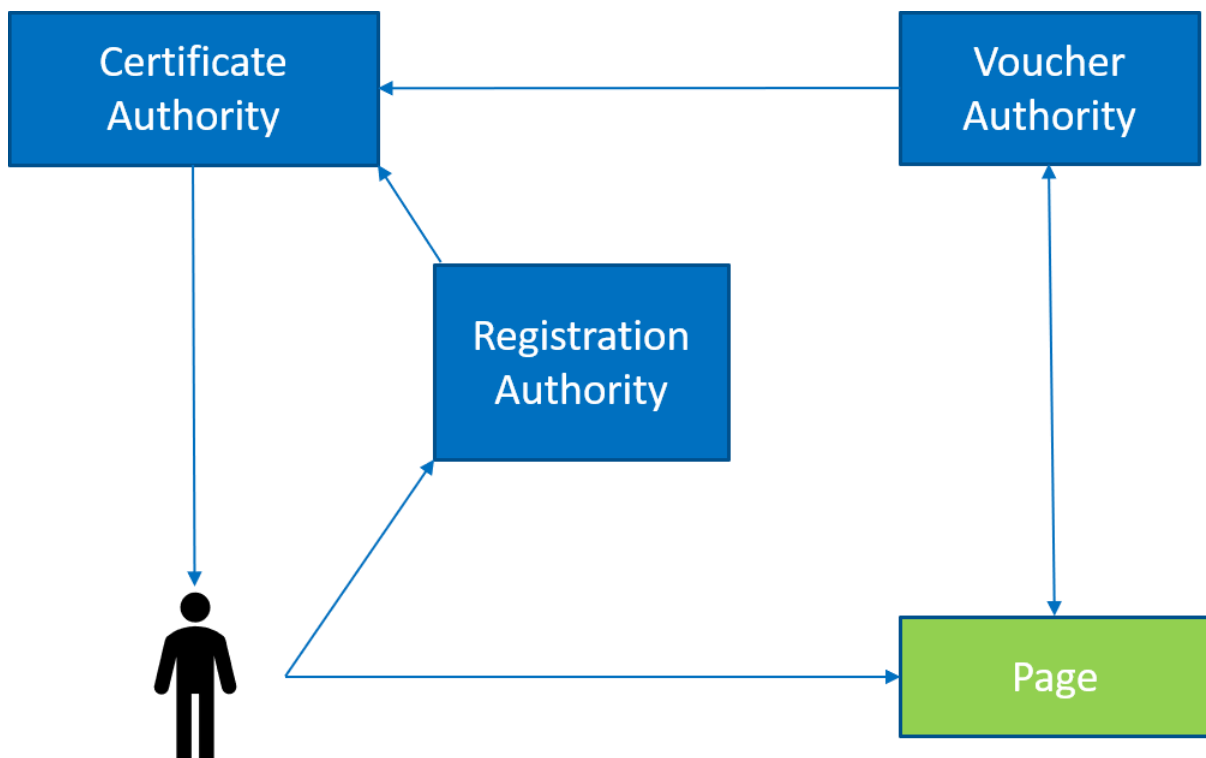 Certificate
Authority
Voucher
Authority
Registration
Authority
Page